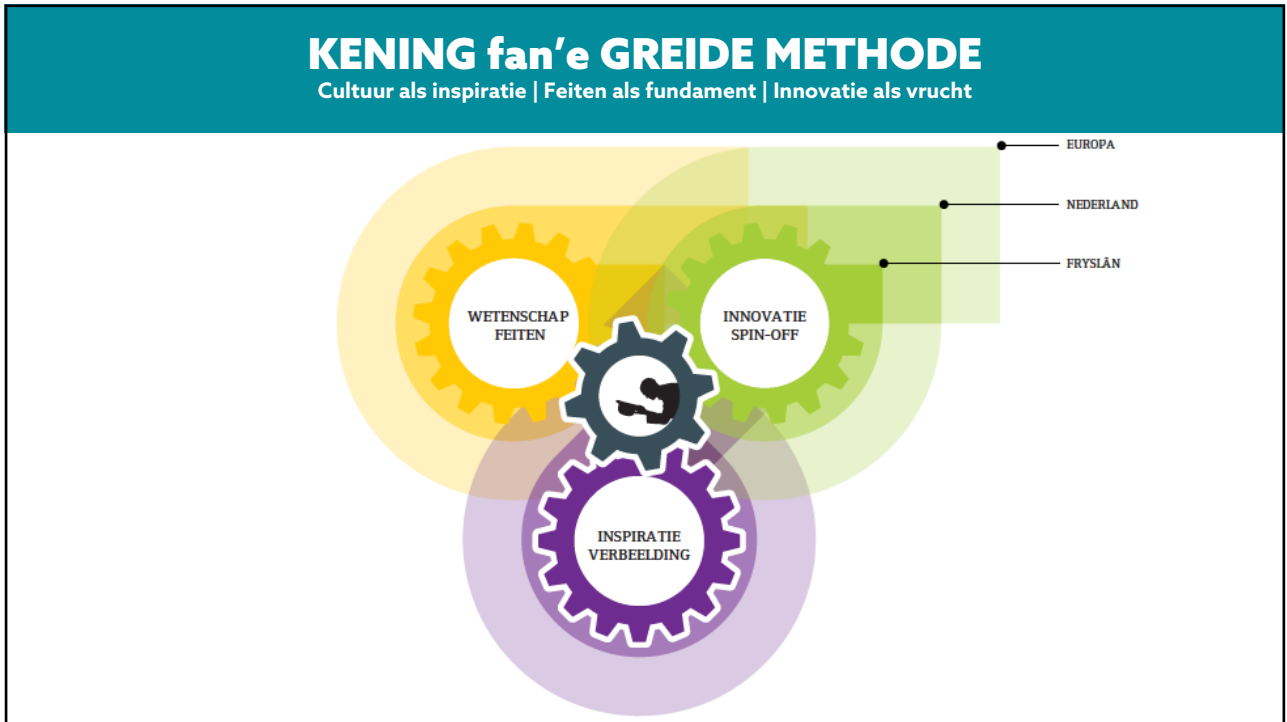 KENING fan’e GREIDE METHODE
Cultuur als inspiratie | Feiten als fundament | Innovatie als vrucht
EUROPA
NEDERLAND
FRYSLÂN
WETENSCHAP
FEITEN
INNOVATIE
SPIN-OFF
INSPIRATIE
VERBEELDING